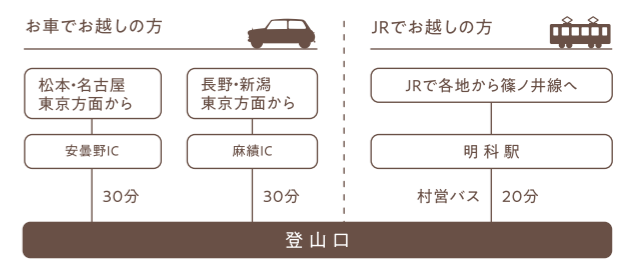 お車でお越しの方
松本・名古屋
東京方面から
安曇野IC
30分
長野・新潟
東京方面から
麻績IC
30分
JRでお越しの方
JRで各地から篠ノ井線へ
明科駅
村営バス 20分
登山口